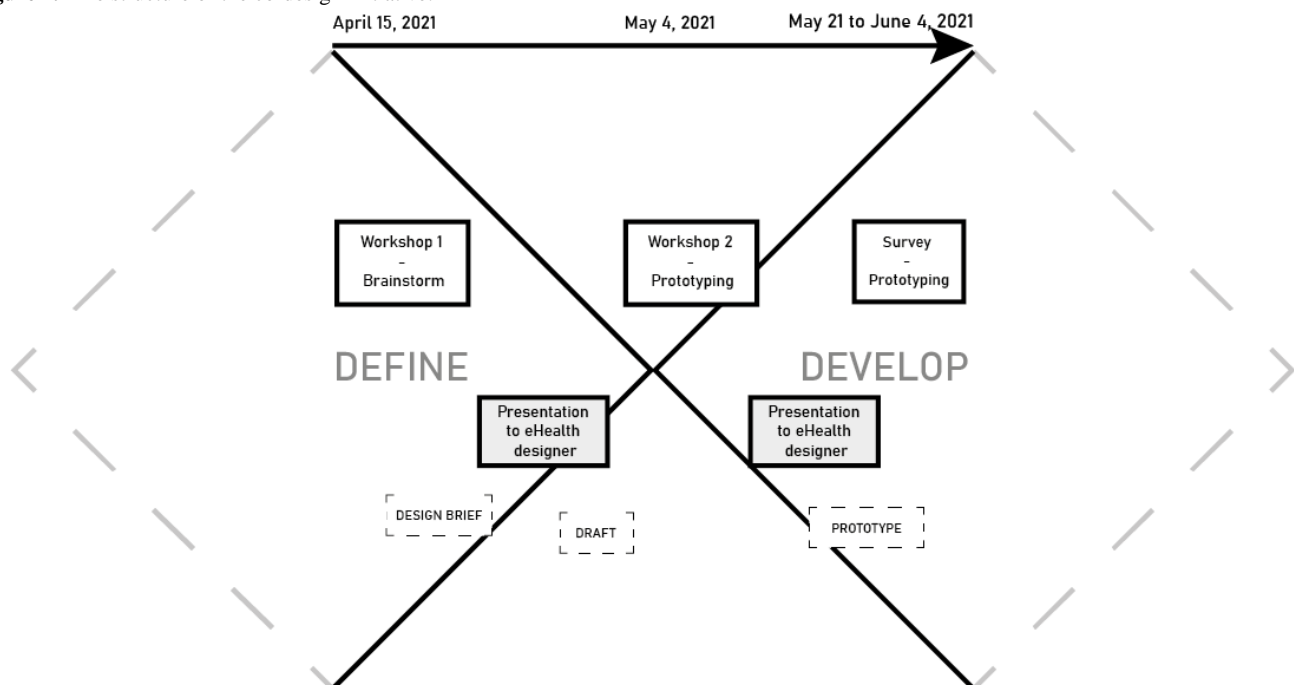 April 15, 2021
May 4, 2021
May 21 to June 4, 2021
Workshop 1
-
Brainstorm
Workshop 2
-
Prototyping
Survey
-
Prototyping
DEFINE
DEVELOP
Presentation
to eHealth
designer
Presentation
to eHealth
designer
DESIGN BRIEF
DRAFT
PROTOTYPE